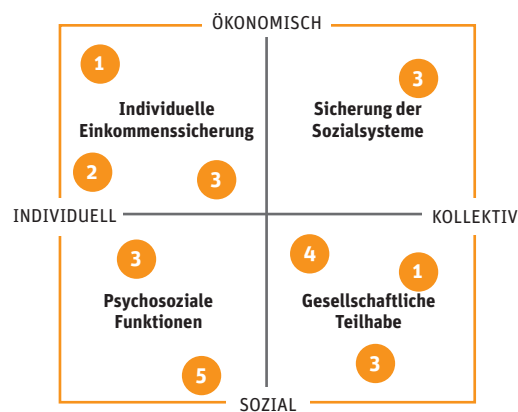 ÖKONOMISCH
1
3
Individuelle
Einkommenssicherung
Sicherung der
Sozialsysteme
2
3
INDIVIDUELL
KOLLEKTIV
3
4
1
Psychosoziale
Funktionen
Gesellschaftliche
Teilhabe
5
3
SOZIAL